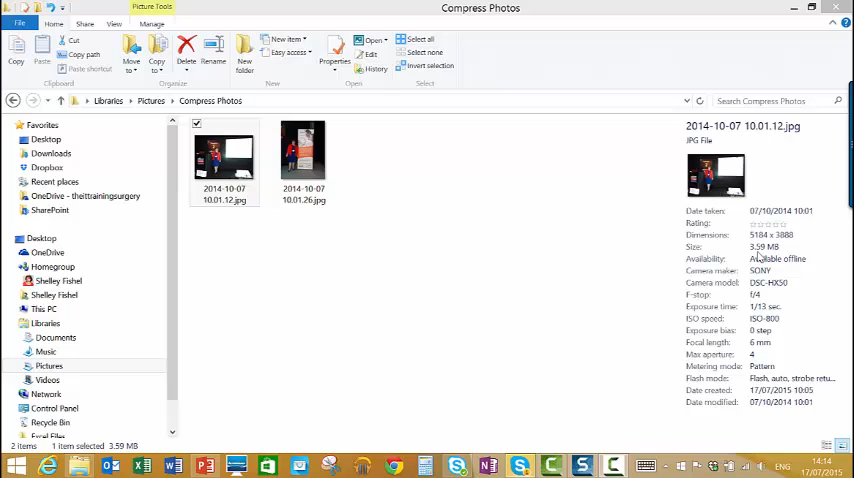 Picture Tools
Compress Photos
File
Home
Share
View
Manage
Copy
Paste
Cut
Copy path
Paste shortcut
Clipboard
Move to
Copy to
Delete
Rename
Organize
New folder
New item
Easy access
New
Properties
Open
Edit
History
Open
Select all
Select none
Invert selection
Select
Libraries
Pictures
Compress Photos
Search Compress Photos
Favorites
Desktop
Downloads
Dropbox
Recent places
OneDrive - theittrainingsurgery
SharePoint
Desktop
OneDrive
Homegroup
Shelley Fishel
Shelley Fishel
This PC
Libraries
Documents
Music
Pictures
Videos
Network
Control Panel
Recycle Bin
Excel Files
2014-10-07
10.01.12.jpg
2014-10-07
10.01.26.jpg
2014-10-07 10.01.12.jpg
JPG File
Date taken: 07/10/2014 10:01
Rating:
Dimensions: 5184 x 3888
Size: 3.59 MB
Availability: Available offline
Camera maker: SONY
Camera model: DSC-HX50
F-stop: f/4
Exposure time: 1/13 sec.
ISO speed: ISO-800
Exposure bias: 0 step
Focal length: 6 mm
Max aperture: 4
Metering mode: Pattern
Flash mode: Flash, auto, strobe retu...
Date created: 17/07/2015 10:05
Date modified: 07/10/2014 10:01
2 items 1 item selected 3.59 MB
ENG
14:14
17/07/2015